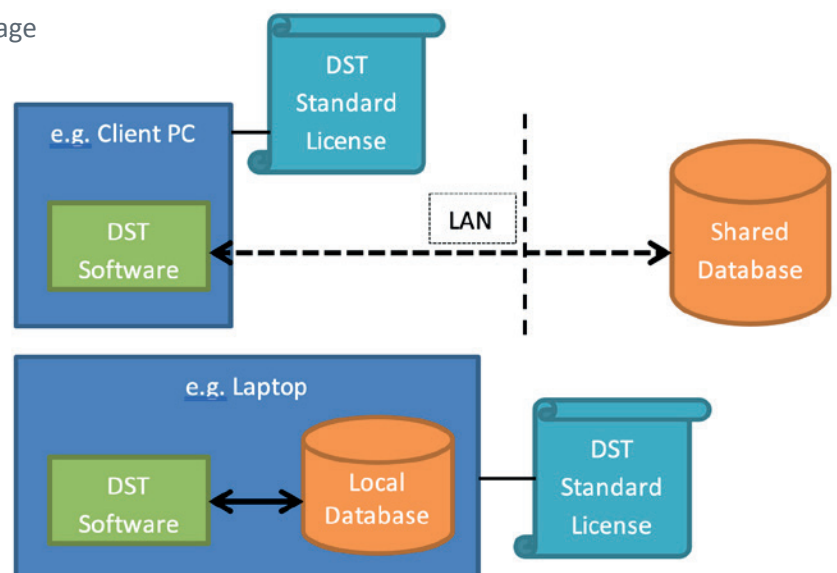 age
DST
Standard
License
e.g. Client PC
DST
Software
LAN
Shared
Database
e.g. Laptop
DST
Software
Local
Database
DST
Standard
License